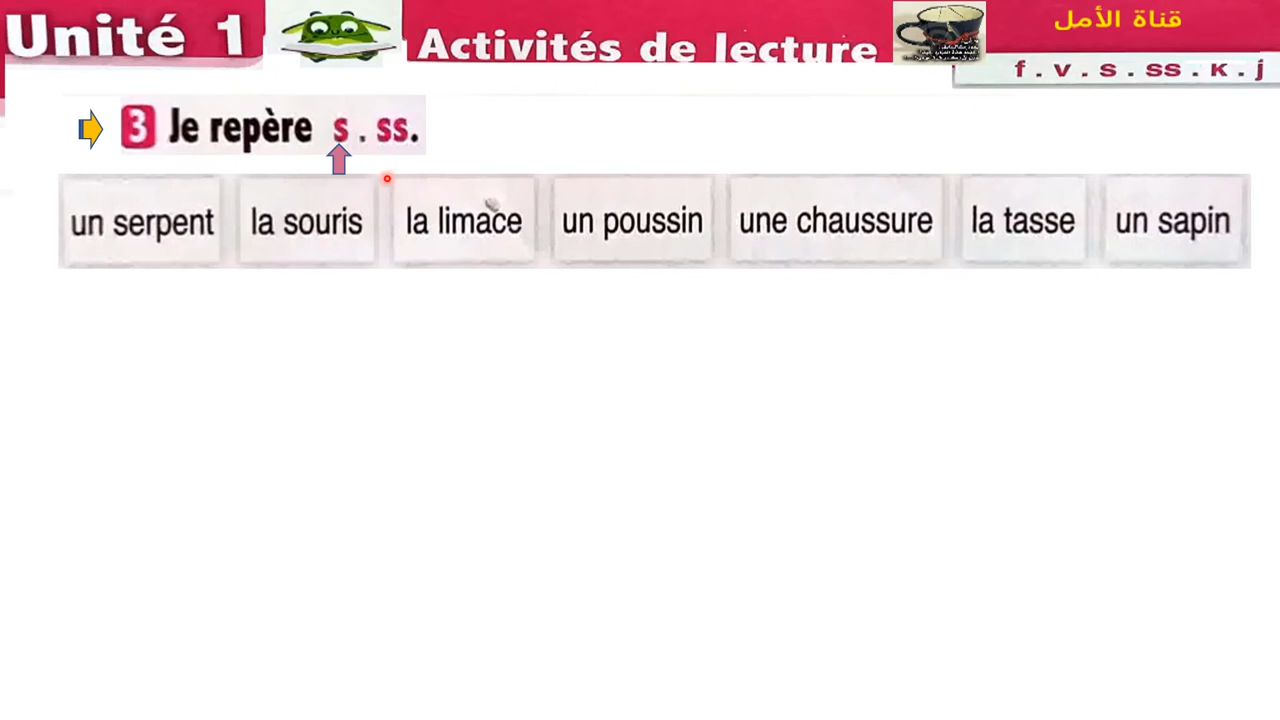 Unité 1
Activités de lecture
قناة الأمل
f . v . s . ss . k . j
3 Je repère s . ss.
un serpent la souris la limace un poussin une chaussure la tasse un sapin